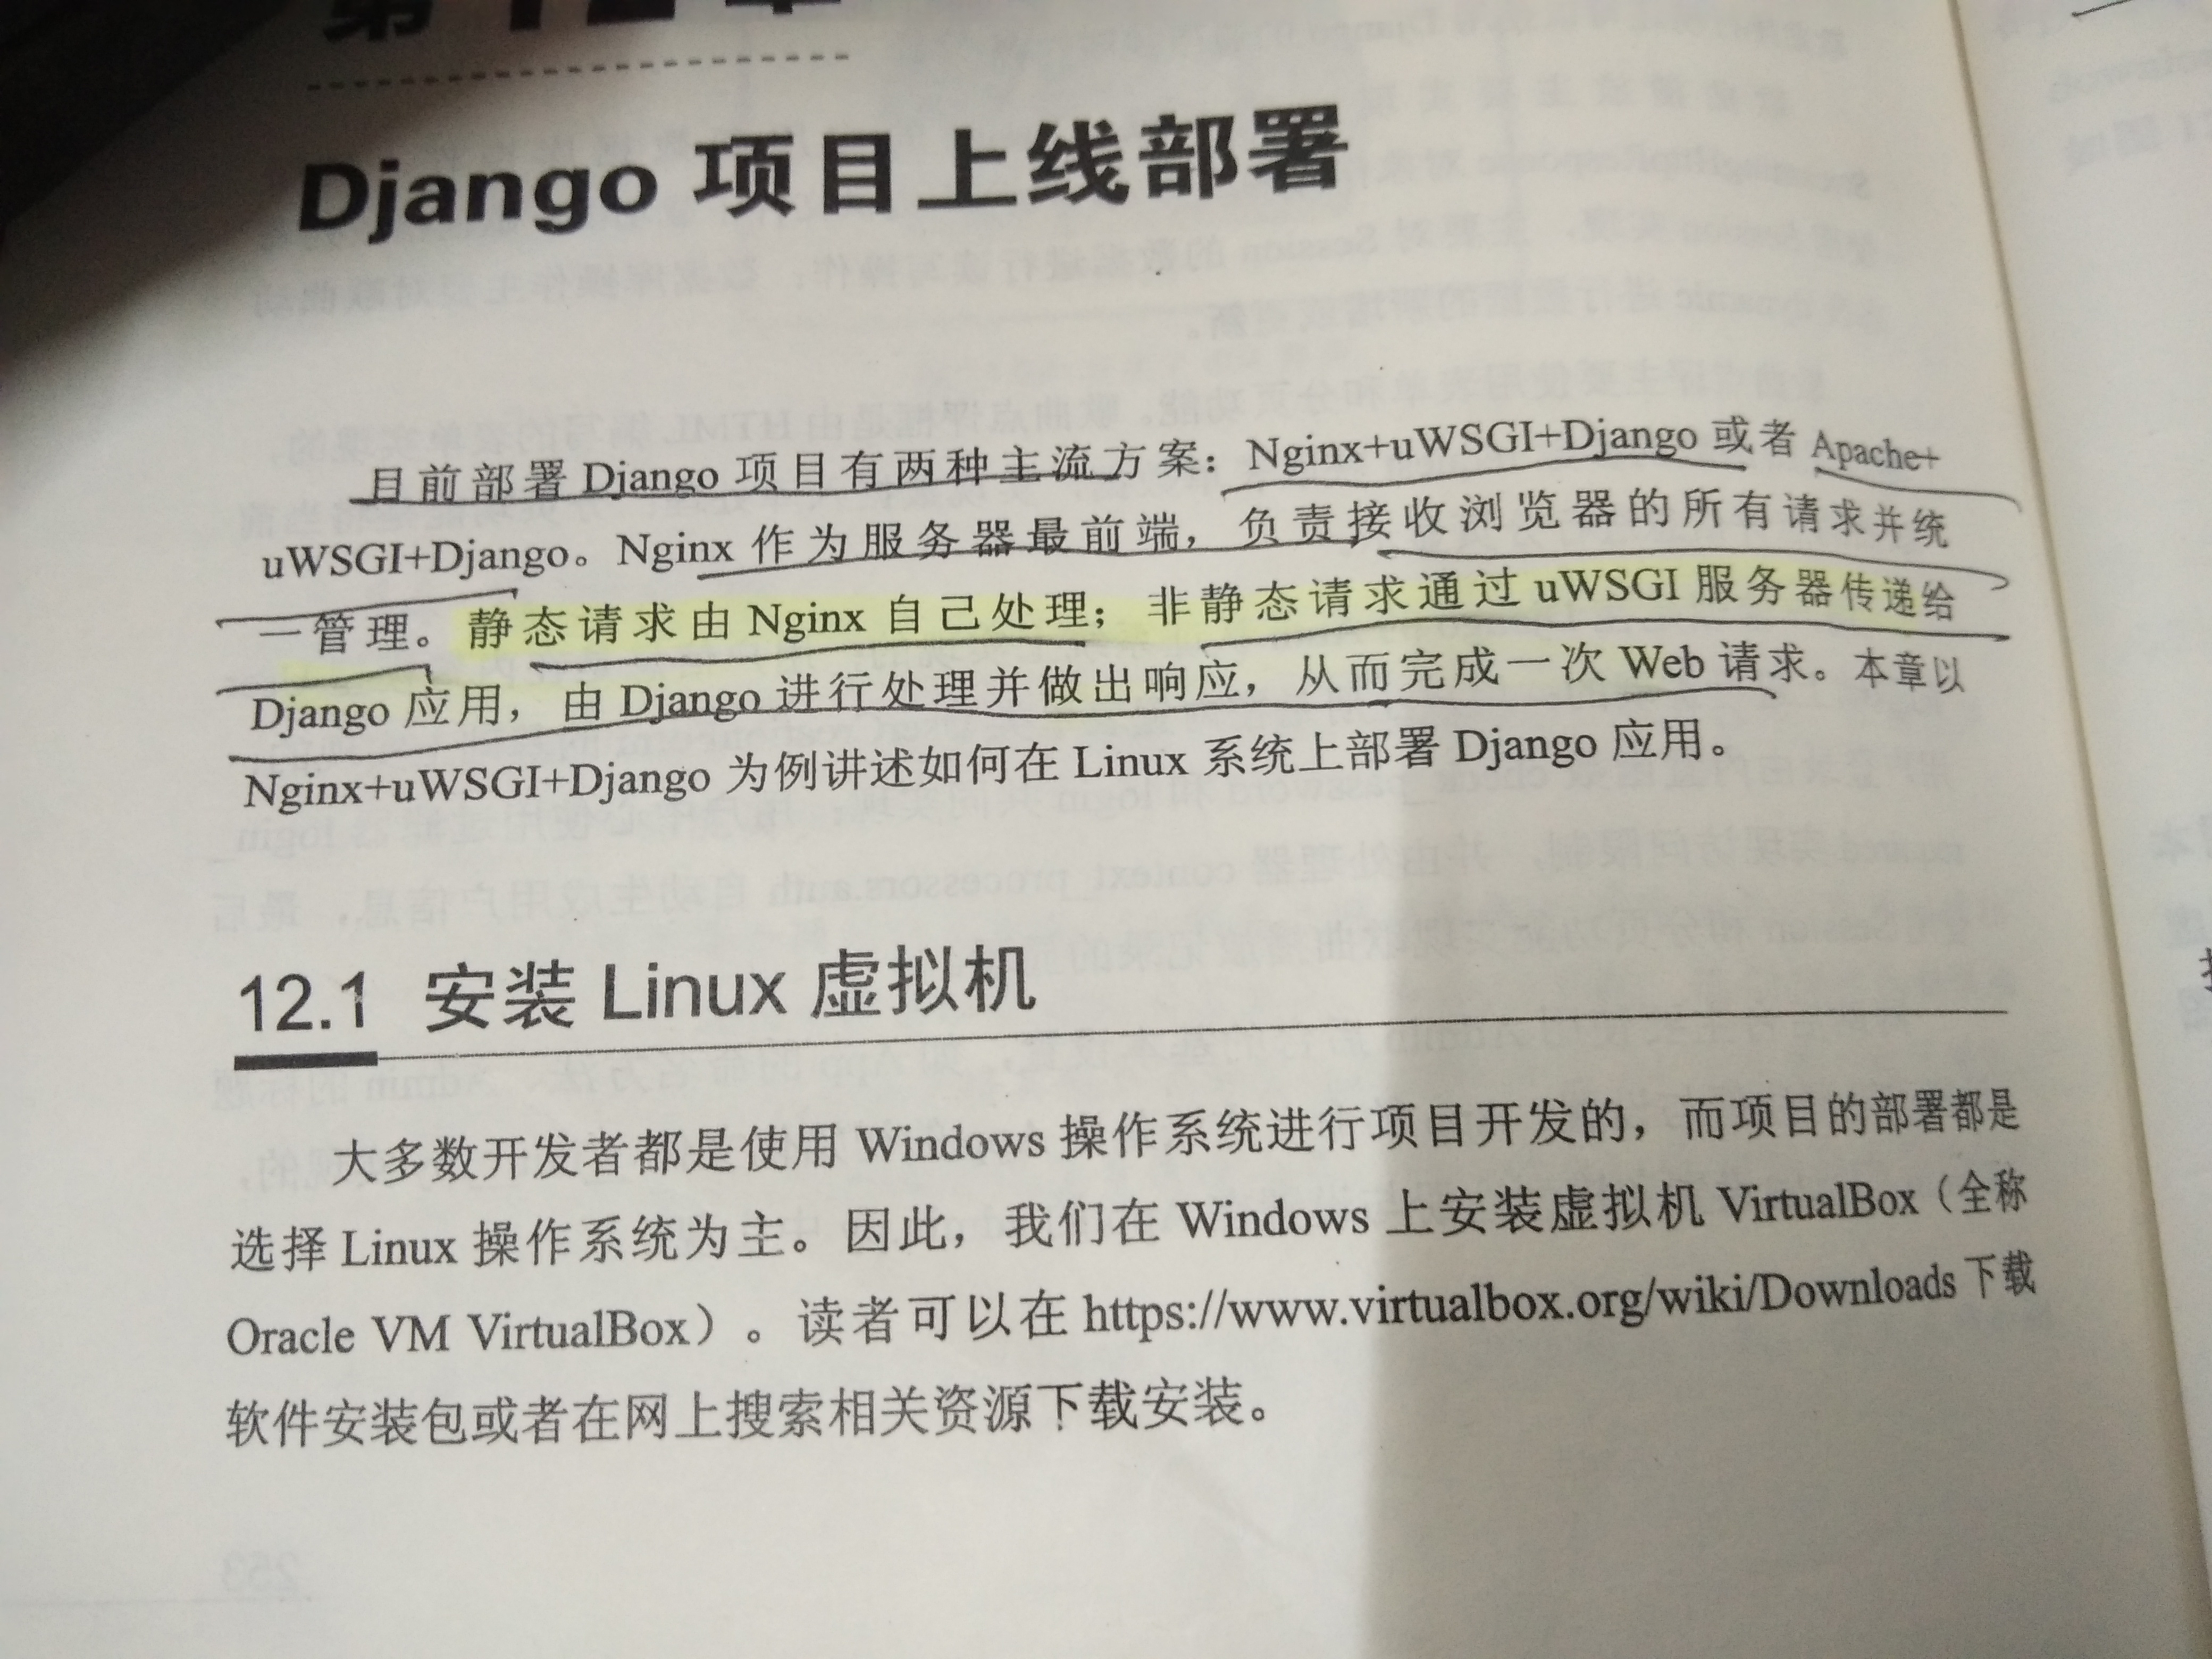 第12章
Django 项目上线部署
目前部署 Django 项目有两种主流方案：Nginx+uWSGI+Django 或者 Apache+
uWSGI+Django。Nginx 作为服务器最前端，负责接收浏览器的所有请求并统
一管理。静态请求由 Nginx 自己处理；非静态请求通过 uWSGI 服务器传递给
Django 应用，由 Django 进行处理并做出响应，从而完成一次 Web 请求。本章以
Nginx+uWSGI+Django 为例讲述如何在 Linux 系统上部署 Django 应用。
12.1 安装 Linux 虚拟机
大多数开发者都是使用 Windows 操作系统进行项目开发的，而项目的部署都是
选择 Linux 操作系统为主。因此，我们在 Windows 上安装虚拟机 VirtualBox（全称
Oracle VM VirtualBox）。读者可以在 https://www.virtualbox.org/wiki/Downloads 下载
软件安装包或者在网上搜索相关资源下载安装。